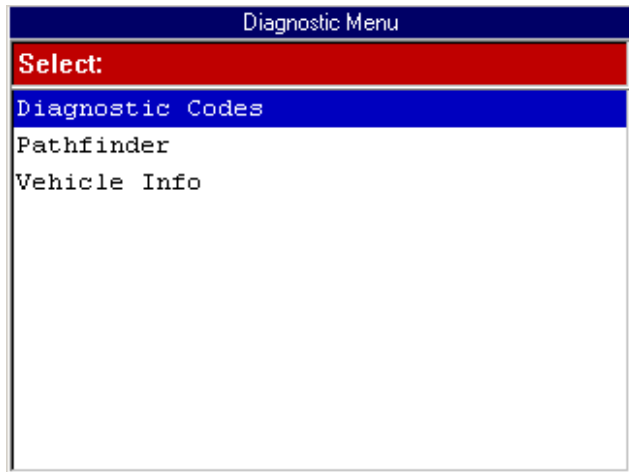 Diagnostic Menu
Select:
Diagnostic Codes
Pathfinder
Vehicle Info